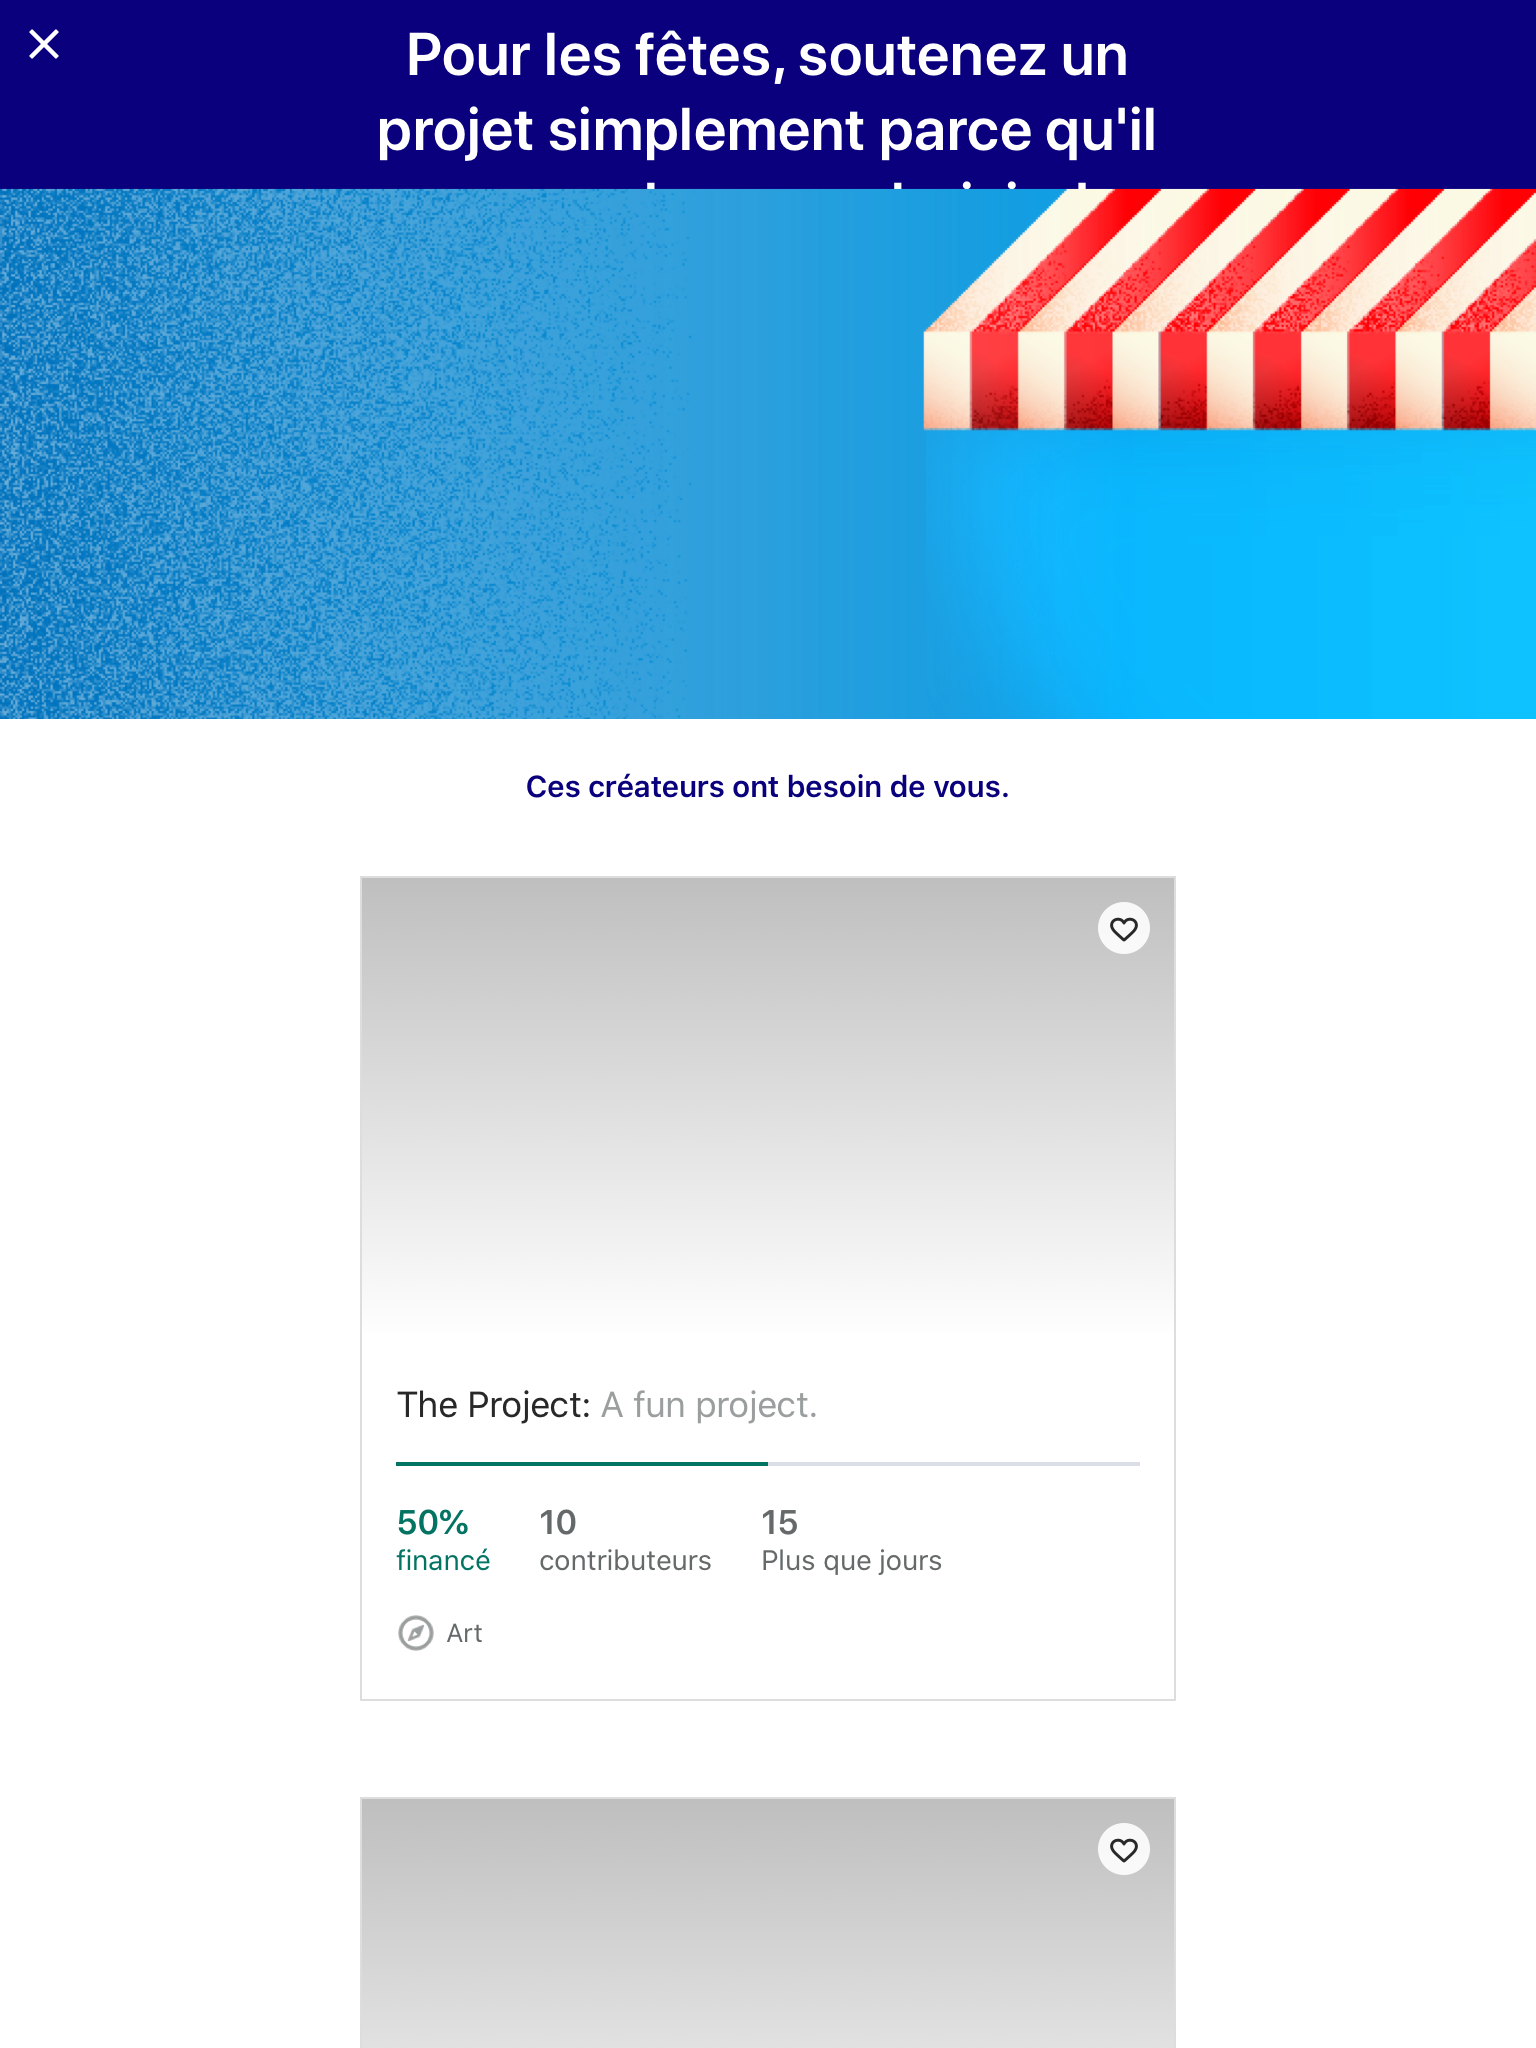 Pour les fêtes, soutenez un
projet simplement parce qu'il
Ces créateurs ont besoin de vous.
The Project: A fun project.
50% 10 15
financé contributeurs Plus que jours
Art